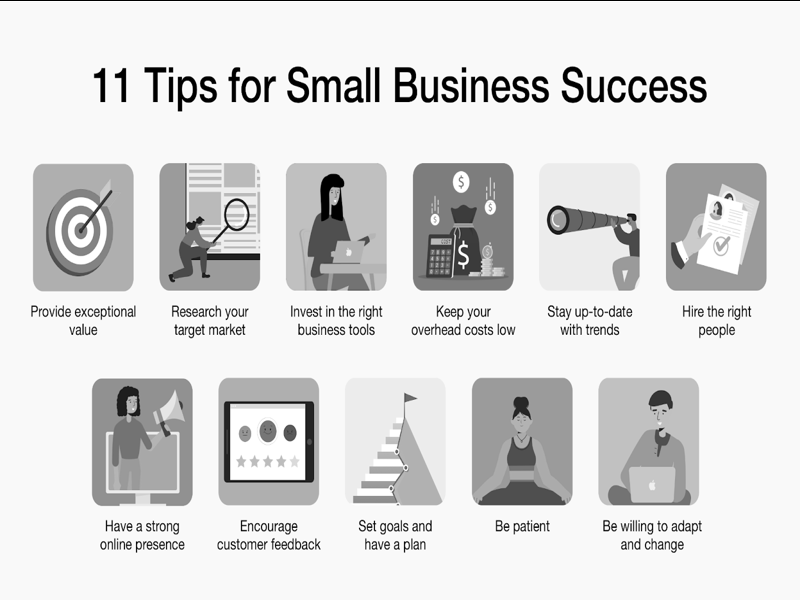 11 Tips for Small Business Success
Provide exceptional
value
Research your
target market
Invest in the right
business tools
Keep your
overhead costs low
Stay up-to-date
with trends
Hire the right
people
Have a strong
online presence
Encourage
customer feedback
Set goals and
have a plan
Be patient
Be willing to adapt
and change